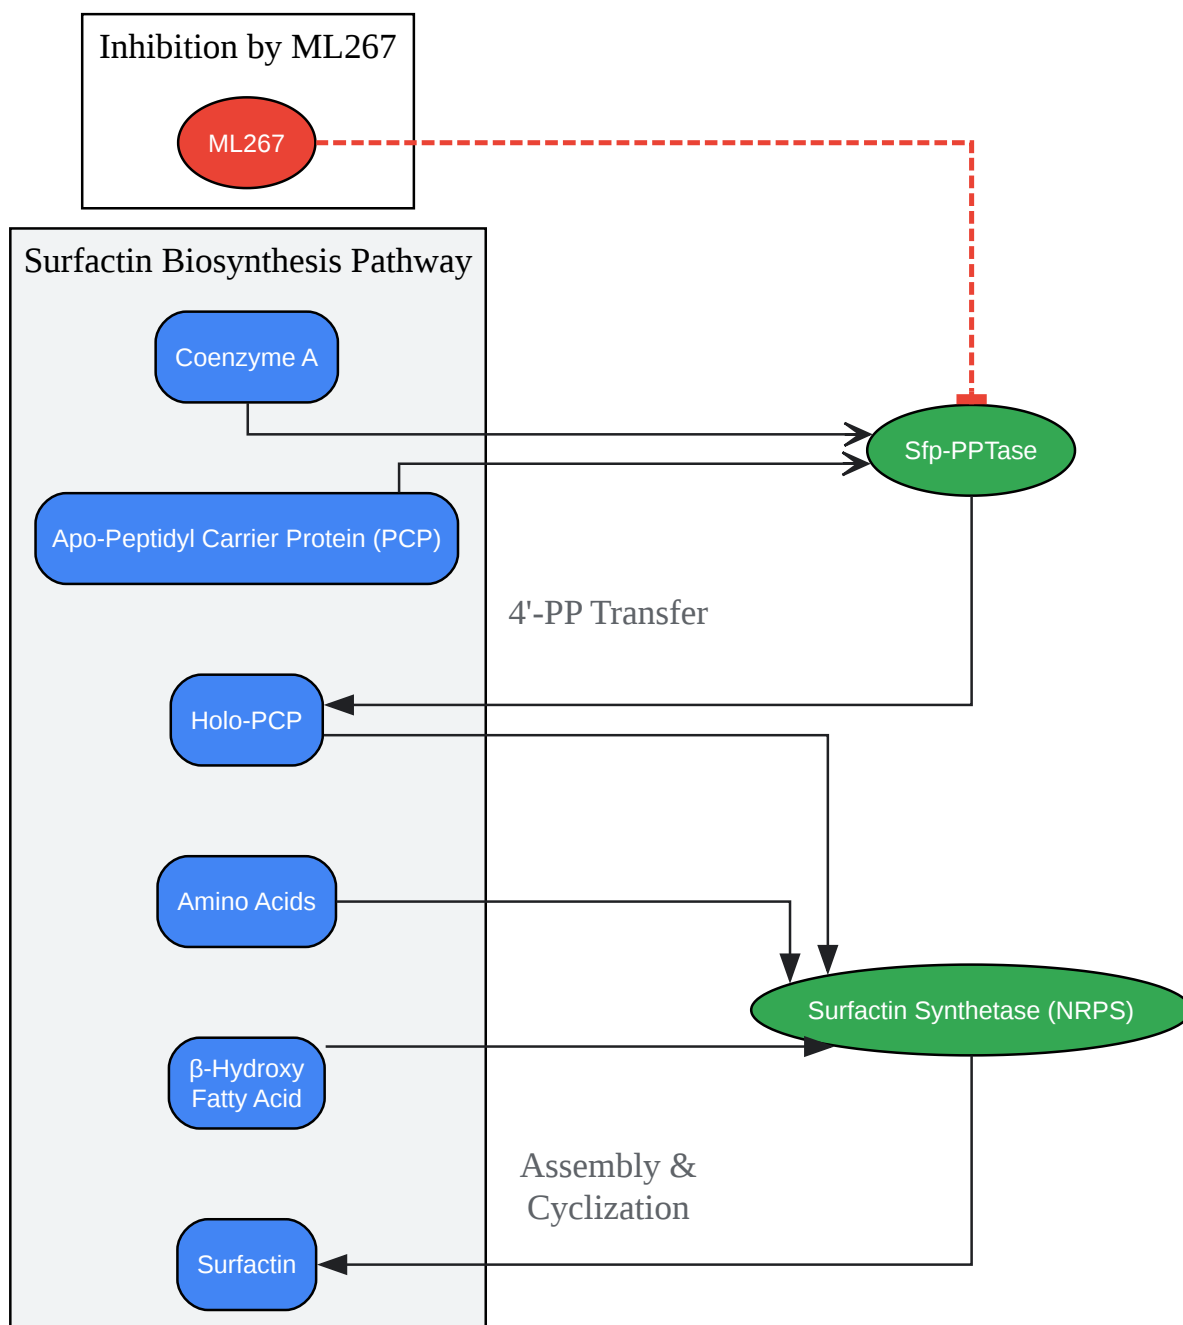 Inhibition by ML267
ML267
Surfactin Biosynthesis Pathway
Coenzyme A
Sfp-PPTase
Apo-Peptidyl Carrier Protein (PCP)
4'-PP Transfer
Holo-PCP
Amino Acids
Surfactin Synthetase (NRPS)
β-Hydroxy
Fatty Acid
Assembly &
Cyclization
Surfactin